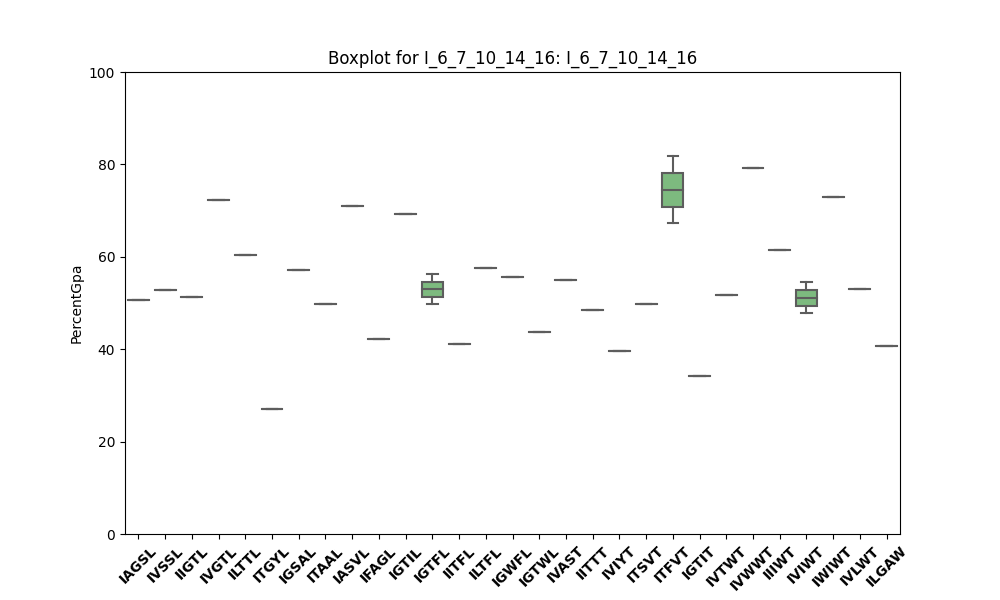 Boxplot for I_6_7_10_14_16: I_6_7_10_14_16
PercentGpa
100
80
60
40
20
0
IAGSL
IVSSL
IIGTL
IVGTL
ILTTL
ITGYL
IGSAL
ITAAL
IASVL
IFAGL
IGTIL
IGTFL
IITFL
ILTFL
IGWFL
IGTWL
IVAST
IITTT
IVIYT
ITSVT
ITFVT
IGTIT
IVTWT
IVWWT
IIIWT
IVIWT
IWIWT
IVLWT
ILGAW